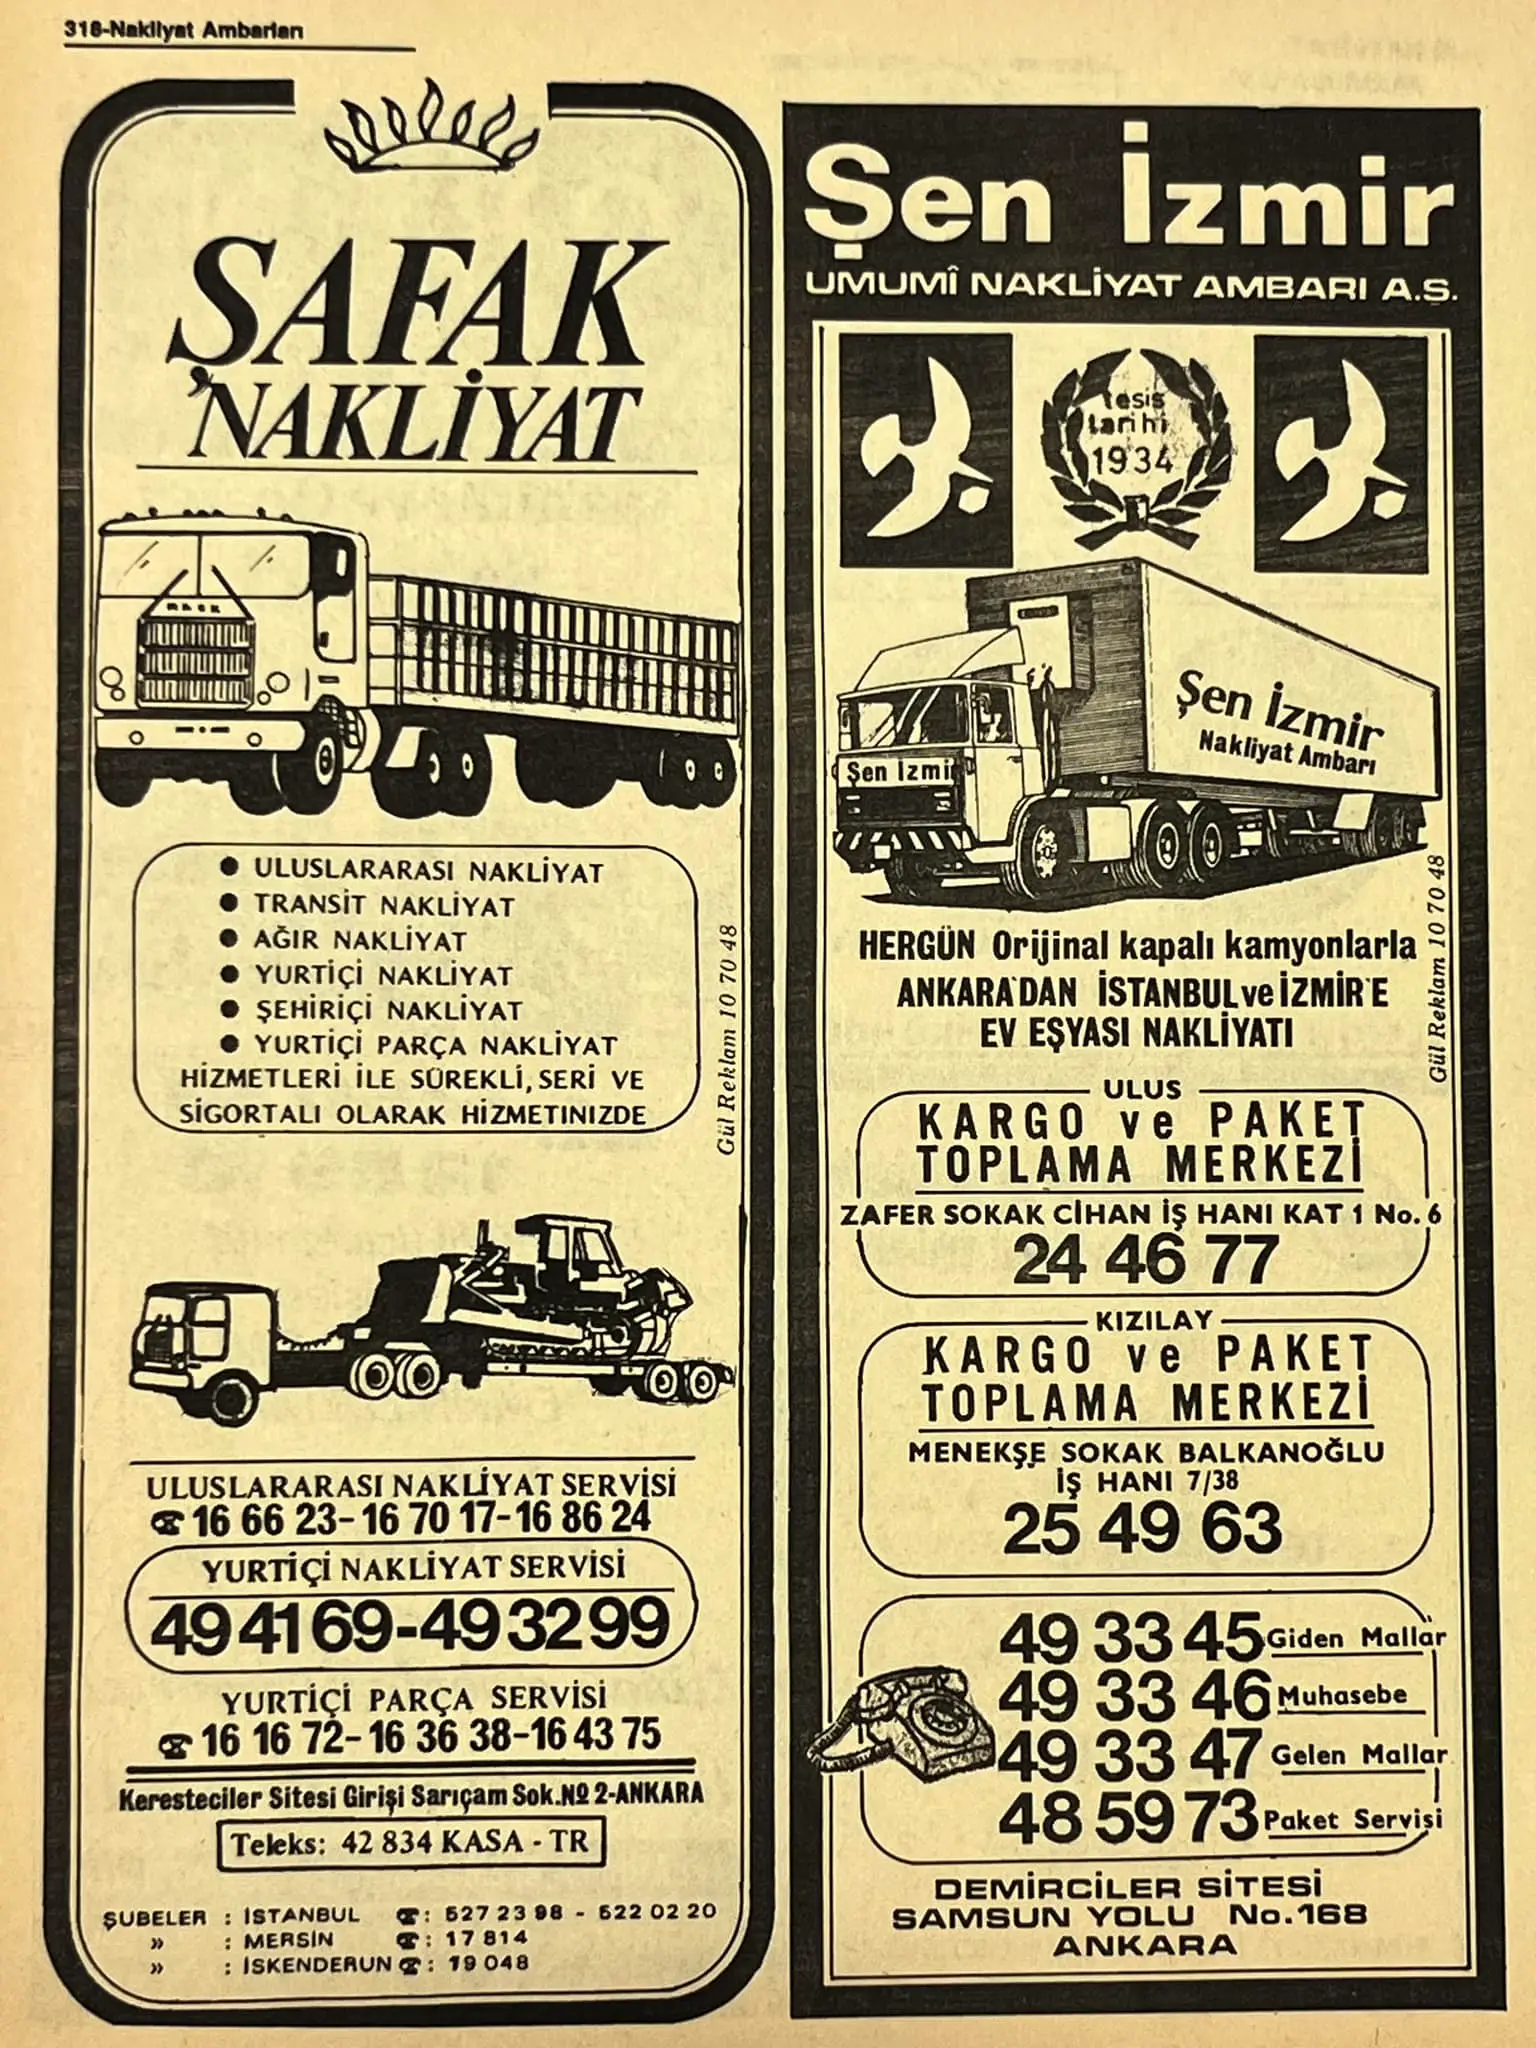 318-Nakliyat Ambarları
ŞAFAK
NAKLİYAT
MACK
● ULUSLARARASI NAKLİYAT
● TRANSİT NAKLİYAT
● AĞIR NAKLİYAT
● YURTİÇİ NAKLİYAT
● ŞEHİRİÇİ NAKLİYAT
● YURTİÇİ PARÇA NAKLİYAT
HİZMETLERİ İLE SÜREKLİ, SERİ VE
SİGORTALI OLARAK HİZMETINIZDE
Gül Reklam 10 70 48
ULUSLARARASI NAKLİYAT SERVİSİ
☎ 16 66 23-16 70 17-16 86 24
YURTİÇİ NAKLİYAT SERVİSİ
49 41 69-49 32 99
YURTİÇİ PARÇA SERVİSİ
☎ 16 16 72-16 36 38-16 43 75
Keresteciler Sitesi Girişi Sarıçam Sok.Nº 2-ANKARA
Teleks: 42 834 KASA - TR
ŞUBELER : İSTANBUL ☎: 527 23 98 - 522 02 20
» : MERSİN ☎: 17 814
» : İSKENDERUN ☎: 19 048
Şen İzmir
UMUMÎ NAKLİYAT AMBARI A.Ş.
tesis
tarihi
1934
Şen İzmir
Nakliyat Ambarı
Şen İzmi
HERGÜN Orijinal kapalı kamyonlarla
ANKARA'DAN İSTANBUL ve İZMİR'E
EV EŞYASI NAKLİYATI
Gül Reklam 10 70 48
ULUS
KARGO ve PAKET
TOPLAMA MERKEZİ
ZAFER SOKAK CİHAN İŞ HANI KAT 1 No. 6
24 46 77
KIZILAY
KARGO ve PAKET
TOPLAMA MERKEZİ
MENEKŞE SOKAK BALKANOĞLU
İŞ HANI 7/38
25 49 63
49 33 45 Giden Mallar
49 33 46 Muhasebe
49 33 47 Gelen Mallar
48 59 73 Paket Servisi
DEMİRCİLER SİTESİ
SAMSUN YOLU No. 168
ANKARA